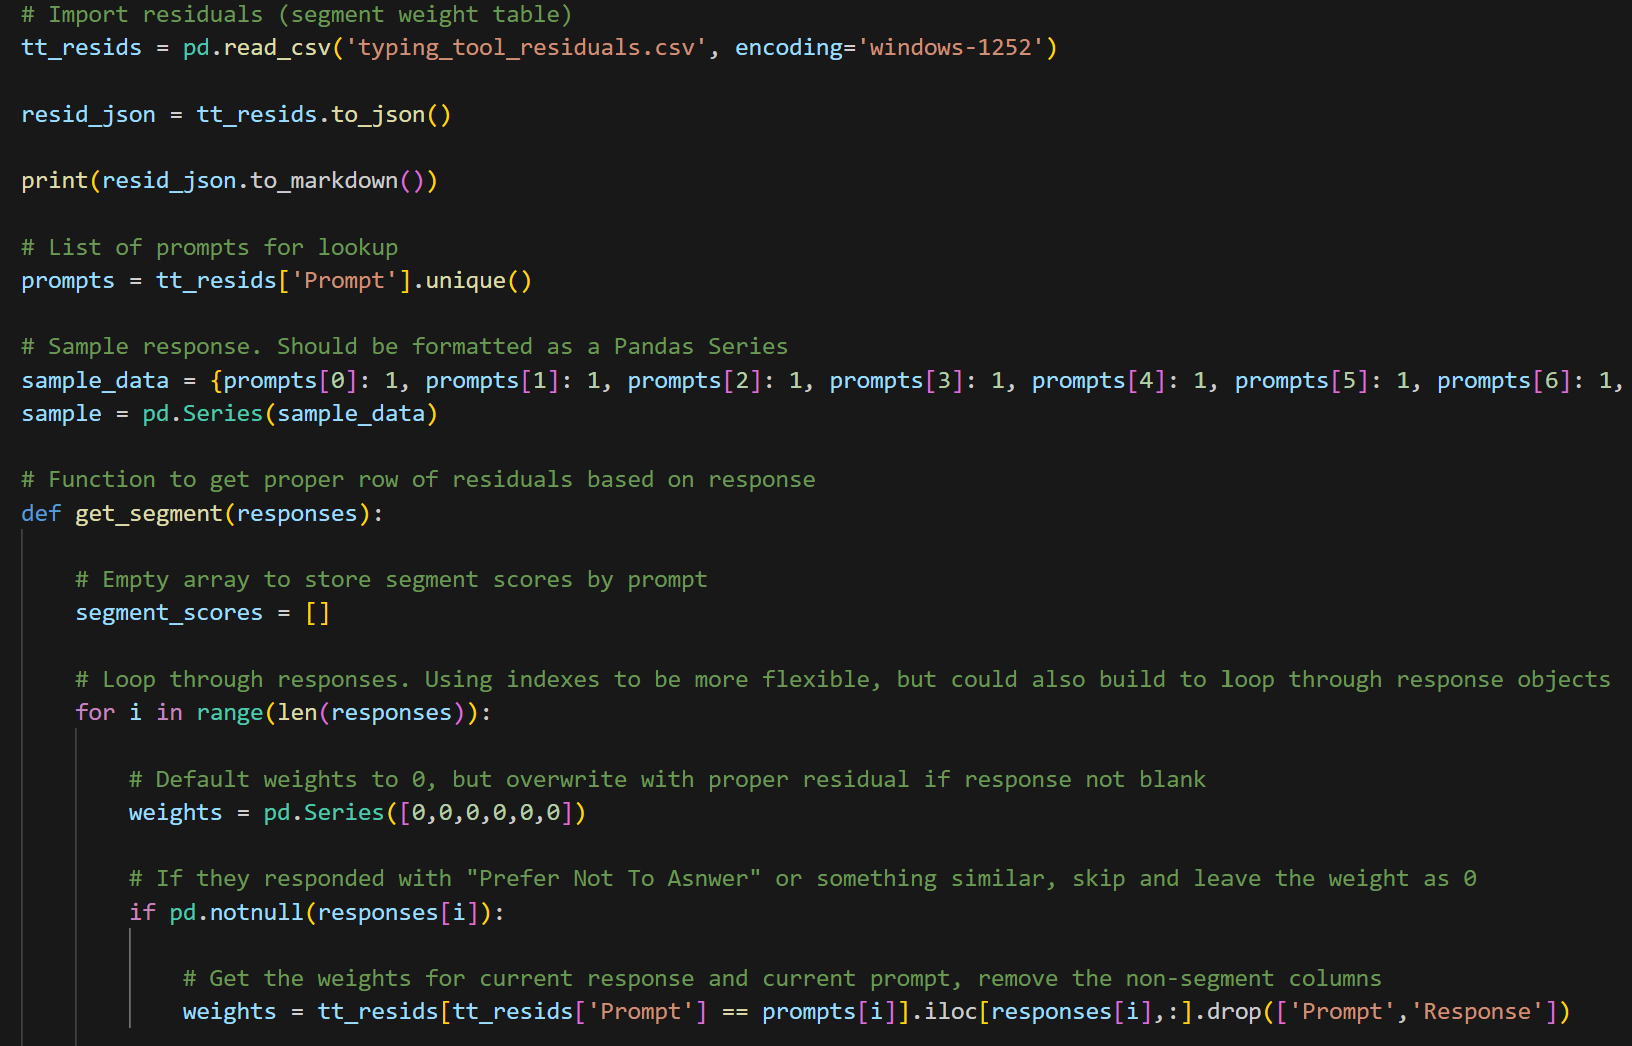 # Import residuals (segment weight table)
tt_resids = pd.read_csv('typing_tool_residuals.csv', encoding='windows-1252')
resid_json = tt_resids.to_json()
print(resid_json.to_markdown())
# List of prompts for lookup
prompts = tt_resids['Prompt'].unique()
# Sample response. Should be formatted as a Pandas Series
sample_data = {prompts[0]: 1, prompts[1]: 1, prompts[2]: 1, prompts[3]: 1, prompts[4]: 1, prompts[5]: 1, prompts[6]: 1,
sample = pd.Series(sample_data)
# Function to get proper row of residuals based on response
def get_segment(responses):
# Empty array to store segment scores by prompt
segment_scores = []
# Loop through responses. Using indexes to be more flexible, but could also build to loop through response objects
for i in range(len(responses)):
# Default weights to 0, but overwrite with proper residual if response not blank
weights = pd.Series([0,0,0,0,0,0])
# If they responded with "Prefer Not To Asnwer" or something similar, skip and leave the weight as 0
if pd.notnull(responses[i]):
# Get the weights for current response and current prompt, remove the non-segment columns
weights = tt_resids[tt_resids['Prompt'] == prompts[i]].iloc[responses[i],:].drop(['Prompt','Response'])